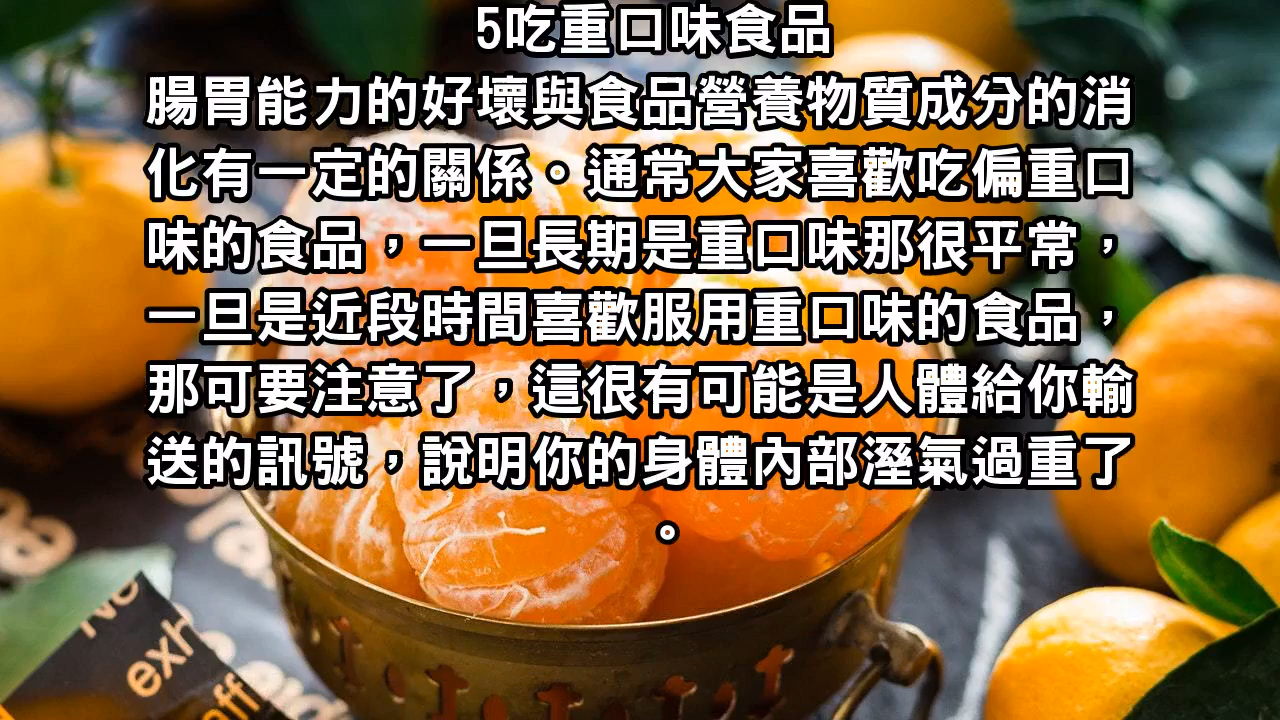 5吃重口味食品
腸胃能力的好壞與食品營養物質成分的消
化有一定的關係。通常大家喜歡吃偏重口
味的食品，一旦長期是重口味那很平常，
一旦是近段時間喜歡服用重口味的食品，
那可要注意了，這很有可能是人體給你輸
送的訊號，說明你的身體內部溼氣過重了
。
exh